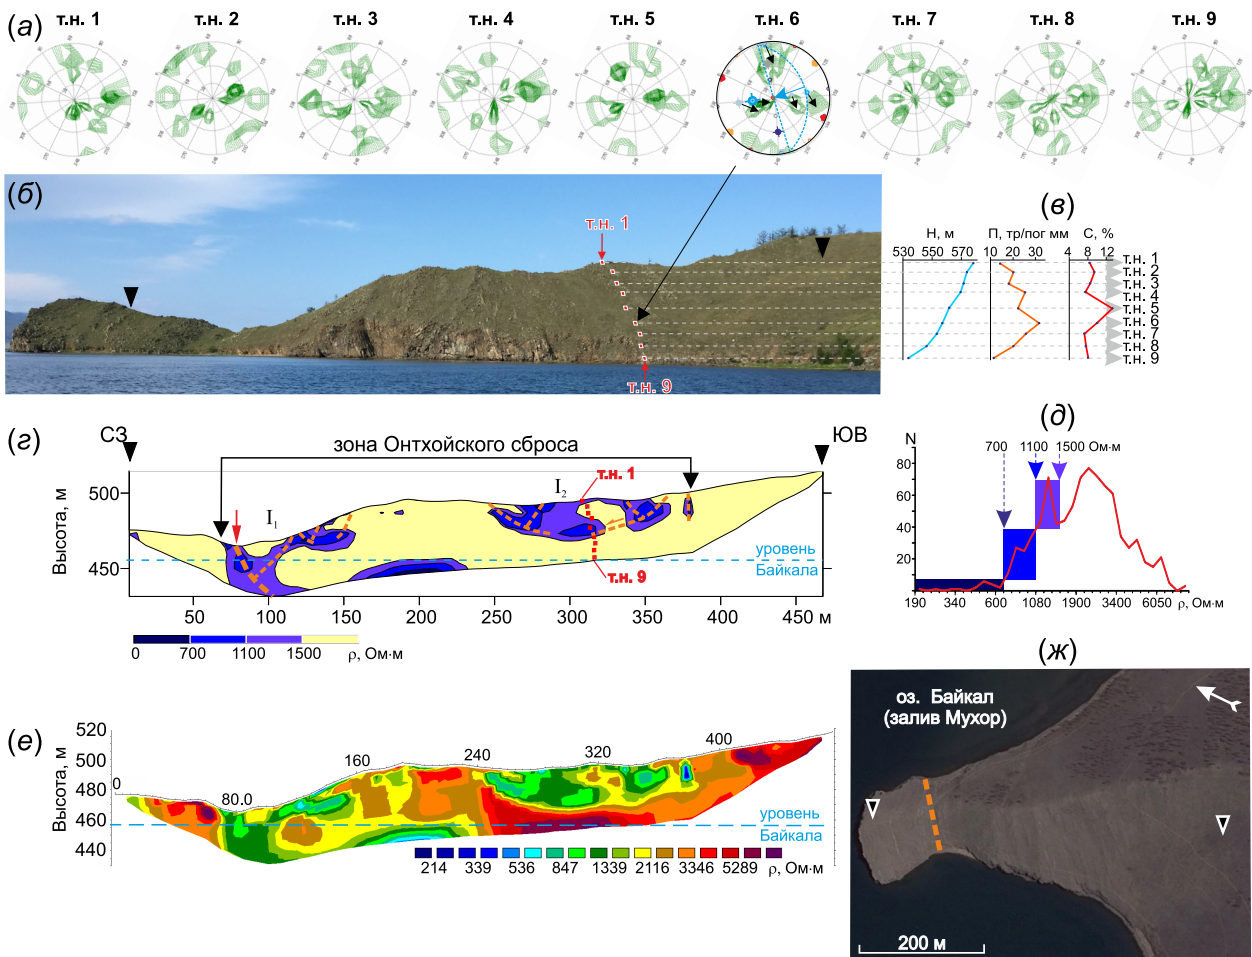 (а)
т.н. 1
т.н. 2
т.н. 3
т.н. 4
т.н. 5
т.н. 6
т.н. 7
т.н. 8
т.н. 9
(б)
т.н. 1
т.н. 9
(в)
Н, м
П, тр/пог мм
С, %
530 550 570
10 20 30
4 8 12
т.н. 1
т.н. 2
т.н. 3
т.н. 4
т.н. 5
т.н. 6
т.н. 7
т.н. 8
т.н. 9
(г)
СЗ
зона Онтхойского сброса
ЮВ
Высота, м
500
450
I₁
I₂
т.н. 1
т.н. 9
уровень
Байкала
50 100 150 200 250 300 350 400 450 м
0 700 1100 1500 ρ, Ом·м
(д)
N
700 1100 1500 Ом·м
80
60
40
20
190 340 600 1080 1900 3400 6050 ρ, Ом·м
(е)
Высота, м
520
500
480
460
440
0
80.0
160
240
320
400
уровень
Байкала
214 339 536 847 1339 2116 3346 5289 ρ, Ом·м
(ж)
оз. Байкал
(залив Мухор)
200 м